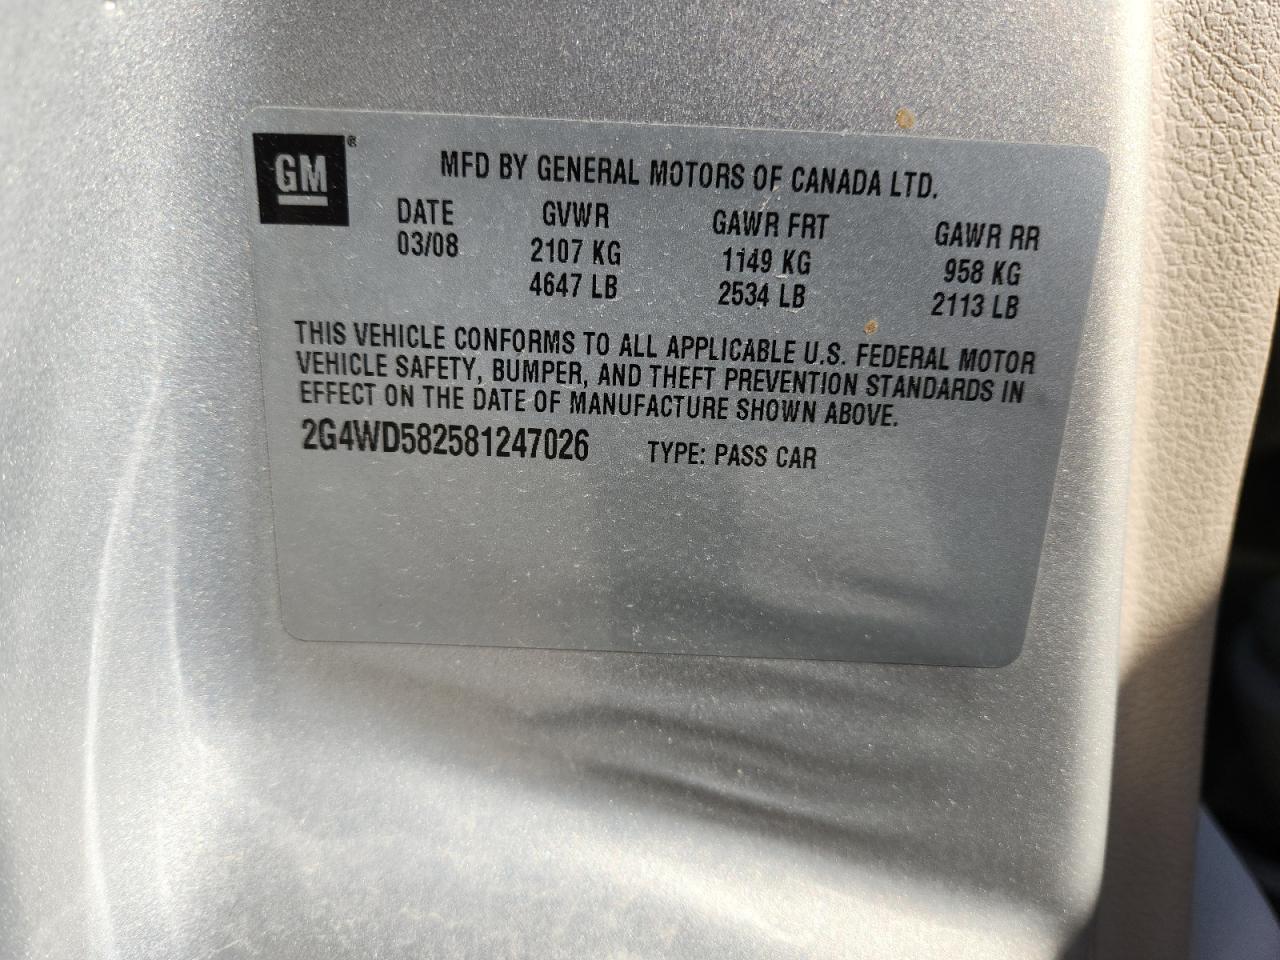 GM®
MFD BY GENERAL MOTORS OF CANADA LTD.
DATE GVWR GAWR FRT GAWR RR
03/08 2107 KG 1149 KG 958 KG
4647 LB 2534 LB 2113 LB
THIS VEHICLE CONFORMS TO ALL APPLICABLE U.S. FEDERAL MOTOR
VEHICLE SAFETY, BUMPER, AND THEFT PREVENTION STANDARDS IN
EFFECT ON THE DATE OF MANUFACTURE SHOWN ABOVE.
2G4WD582581247026 TYPE: PASS CAR